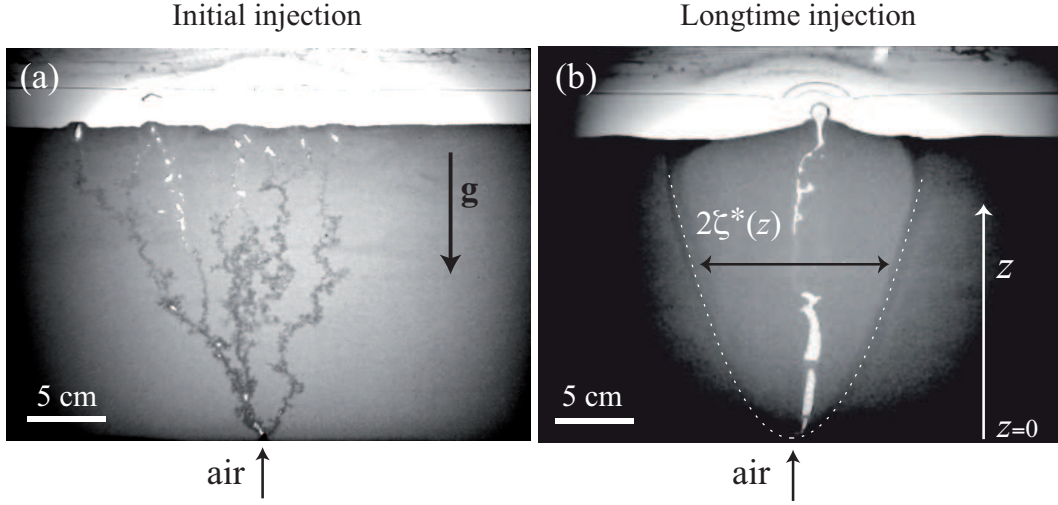 Initial injection
Longtime injection
(a)
g
5 cm
air
(b)
2ζ*(z)
z
z=0
5 cm
air